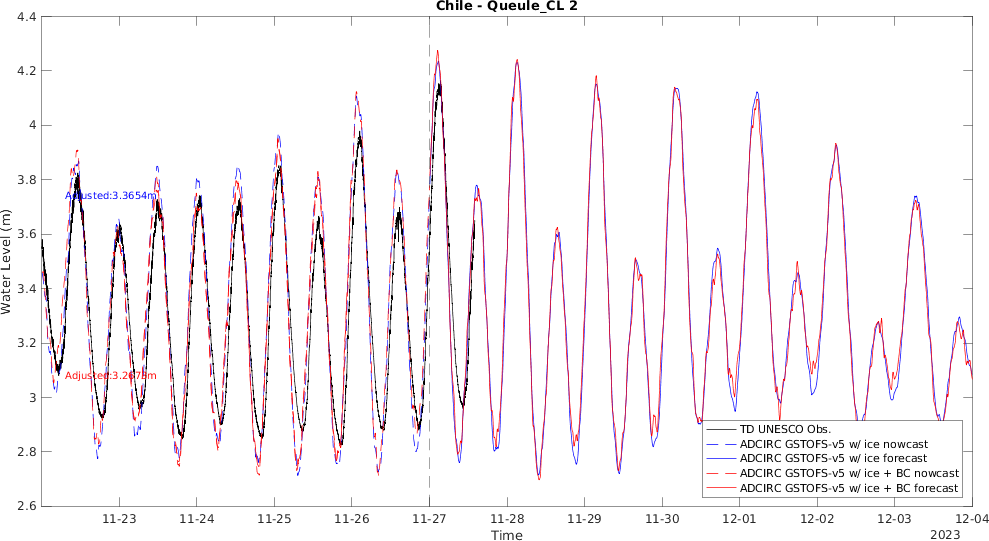 Chile - Queule_CL 2
Water Level (m)
4.4
4.2
4
3.8
3.6
3.4
3.2
3
2.8
2.6
Adjusted:3.3654m
TD UNESCO Obs.
ADCIRC GSTOFS-v5 w/ ice nowcast
ADCIRC GSTOFS-v5 w/ ice forecast
ADCIRC GSTOFS-v5 w/ ice + BC nowcast
ADCIRC GSTOFS-v5 w/ ice + BC forecast
11-23 11-24 11-25 11-26 11-27 11-28 11-29 11-30 12-01 12-02 12-03 12-04
Time
2023